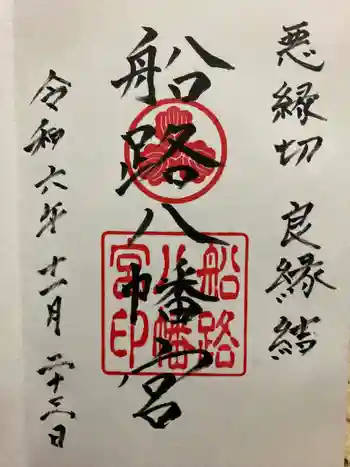 悪縁切 良縁結
船路八幡宮
船路
八幡
宮印
令和六年十一月二十三日